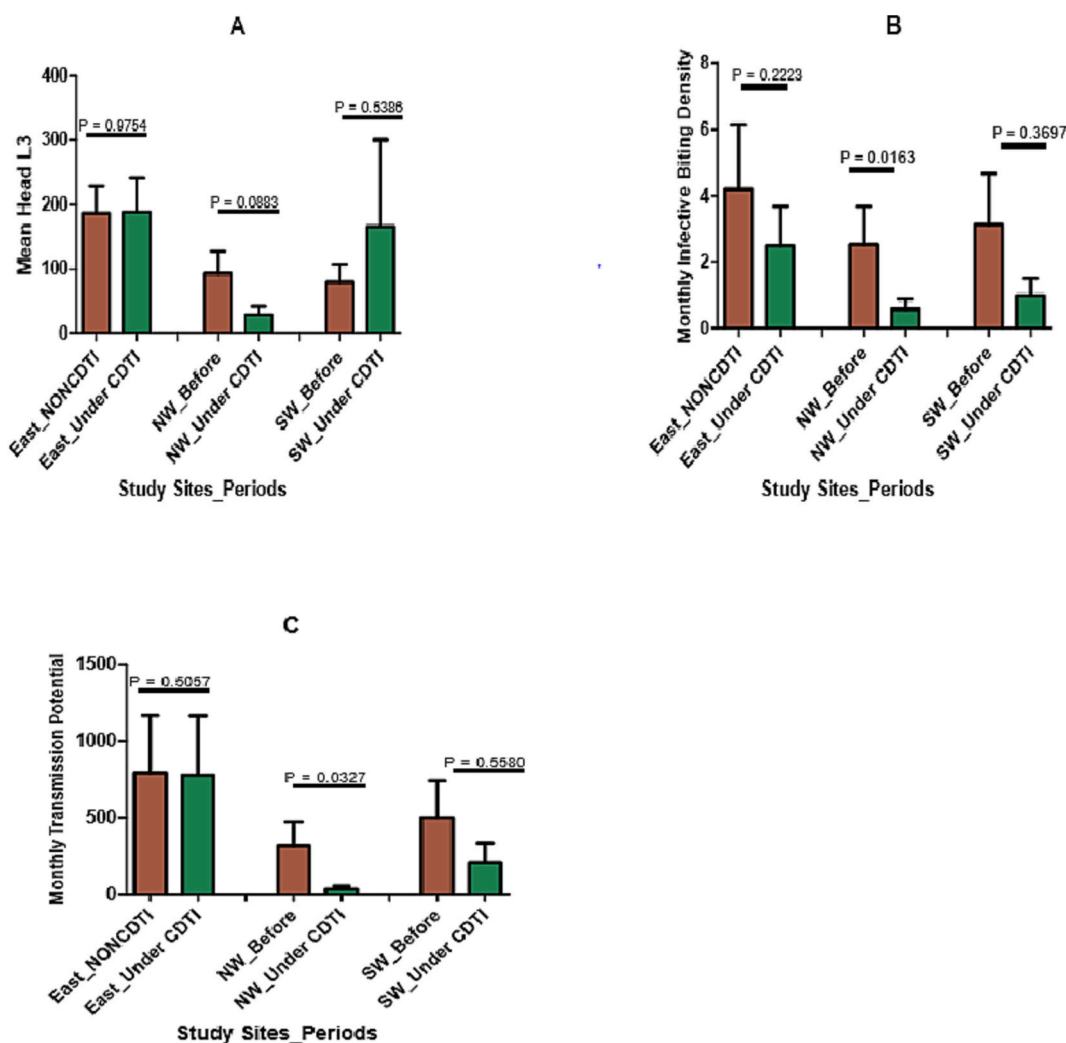 A
400
300
200
100
0
Mean Head L3
P = 0.9754
P = 0.0883
P = 0.5386
East_NONCDTI
East_Under CDTI
NW_Before
NW_Under CDTI
SW_Before
SW_Under CDTI
Study Sites_Periods
B
8
6
4
2
0
Monthly Infective Biting Density
P = 0.2223
P = 0.0163
P = 0.3697
East_NONCDTI
East_Under CDTI
NW_Before
NW_Under CDTI
SW_Before
SW_Under CDTI
Study Sites_Periods
C
1500
1000
500
0
Monthly Transmission Potential
P = 0.5057
P = 0.0327
P = 0.5580
East_NONCDTI
East_Under CDTI
NW_Before
NW_Under CDTI
SW_Before
SW_Under CDTI
Study Sites_Periods